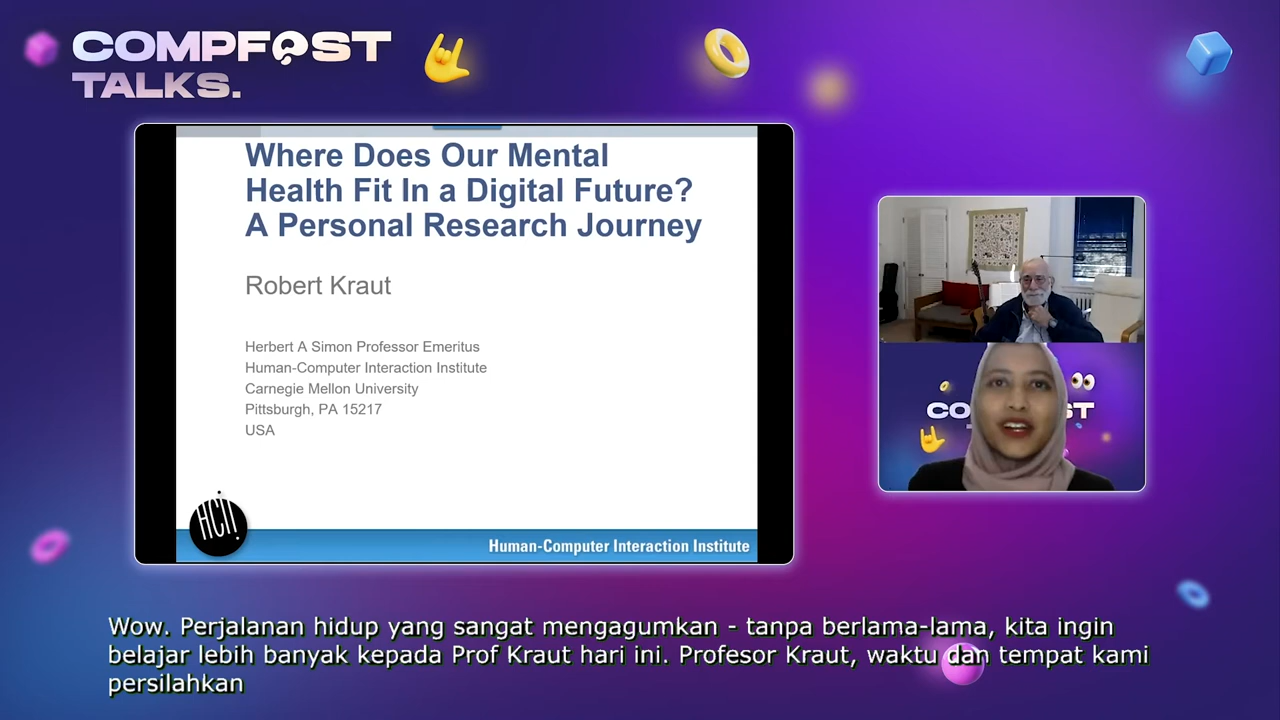 COMPFEST
TALKS.
Where Does Our Mental
Health Fit In a Digital Future?
A Personal Research Journey
Robert Kraut
Herbert A Simon Professor Emeritus
Human-Computer Interaction Institute
Carnegie Mellon University
Pittsburgh, PA 15217
USA
HCII
Human-Computer Interaction Institute
CO ST
Wow. Perjalanan hidup yang sangat mengagumkan - tanpa berlama-lama, kita ingin
belajar lebih banyak kepada Prof Kraut hari ini. Profesor Kraut, waktu dan tempat kami
persilahkan